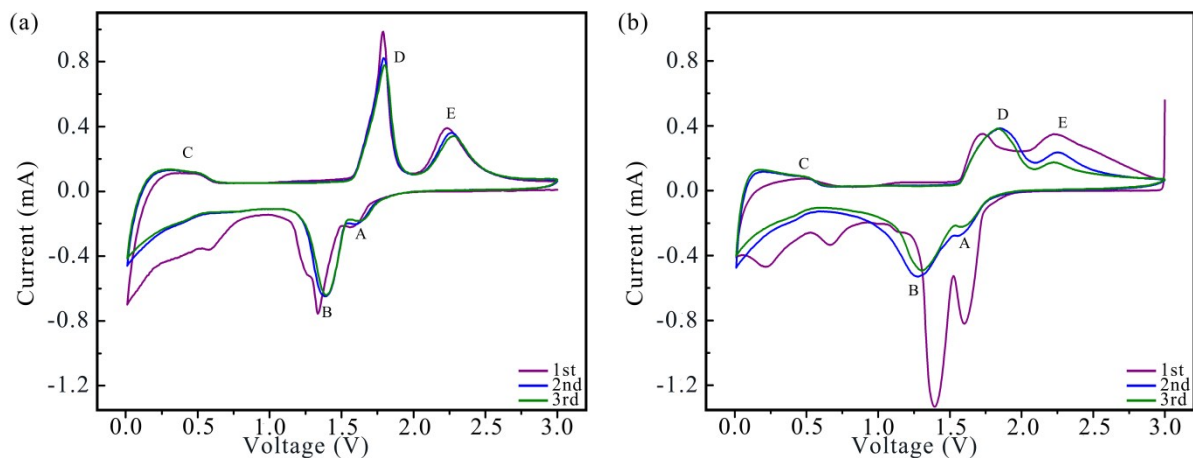 (a)
Current (mA)
0.8
0.4
0.0
-0.4
-0.8
-1.2
C
D
E
A
B
1st
2nd
3rd
0.0 0.5 1.0 1.5 2.0 2.5 3.0
Voltage (V)
(b)
Current (mA)
0.8
0.4
0.0
-0.4
-0.8
-1.2
C
D
E
A
B
1st
2nd
3rd
0.0 0.5 1.0 1.5 2.0 2.5 3.0
Voltage (V)